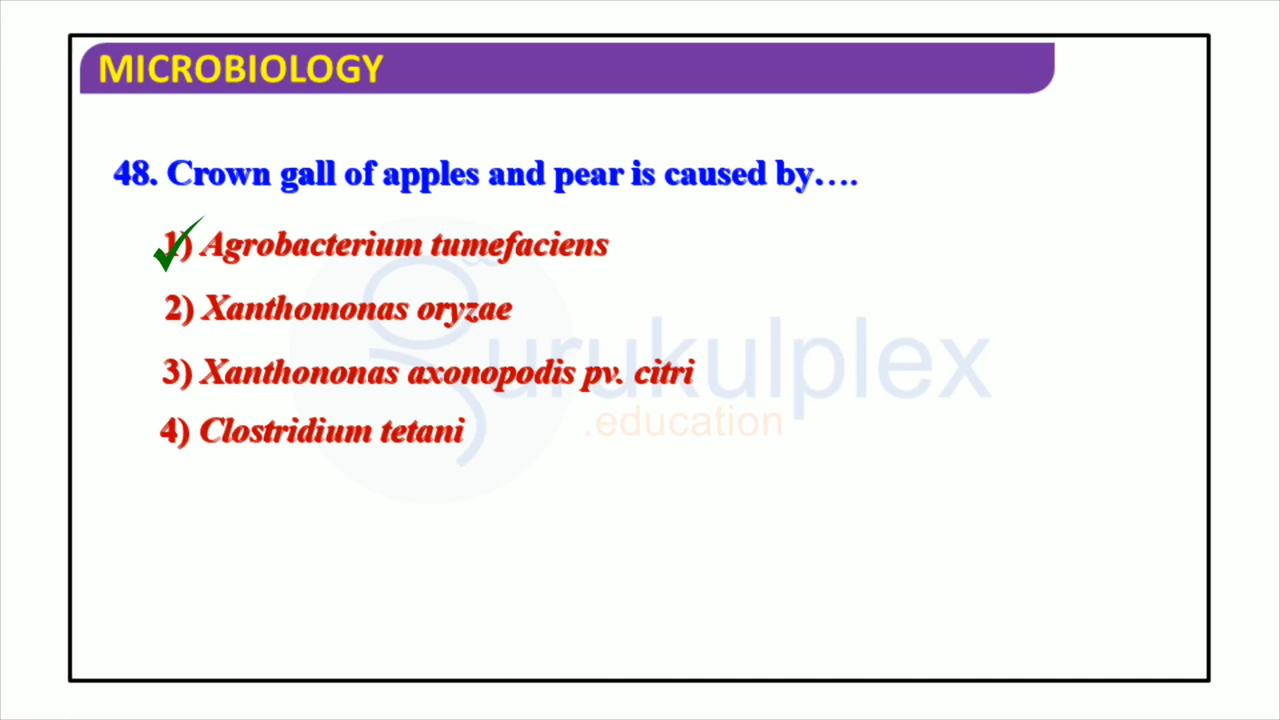 MICROBIOLOGY
48. Crown gall of apples and pear is caused by....
1) Agrobacterium tumefaciens
2) Xanthomonas oryzae
3) Xanthononas axonopodis pv. citri
4) Clostridium tetani
gurukulplex
.education